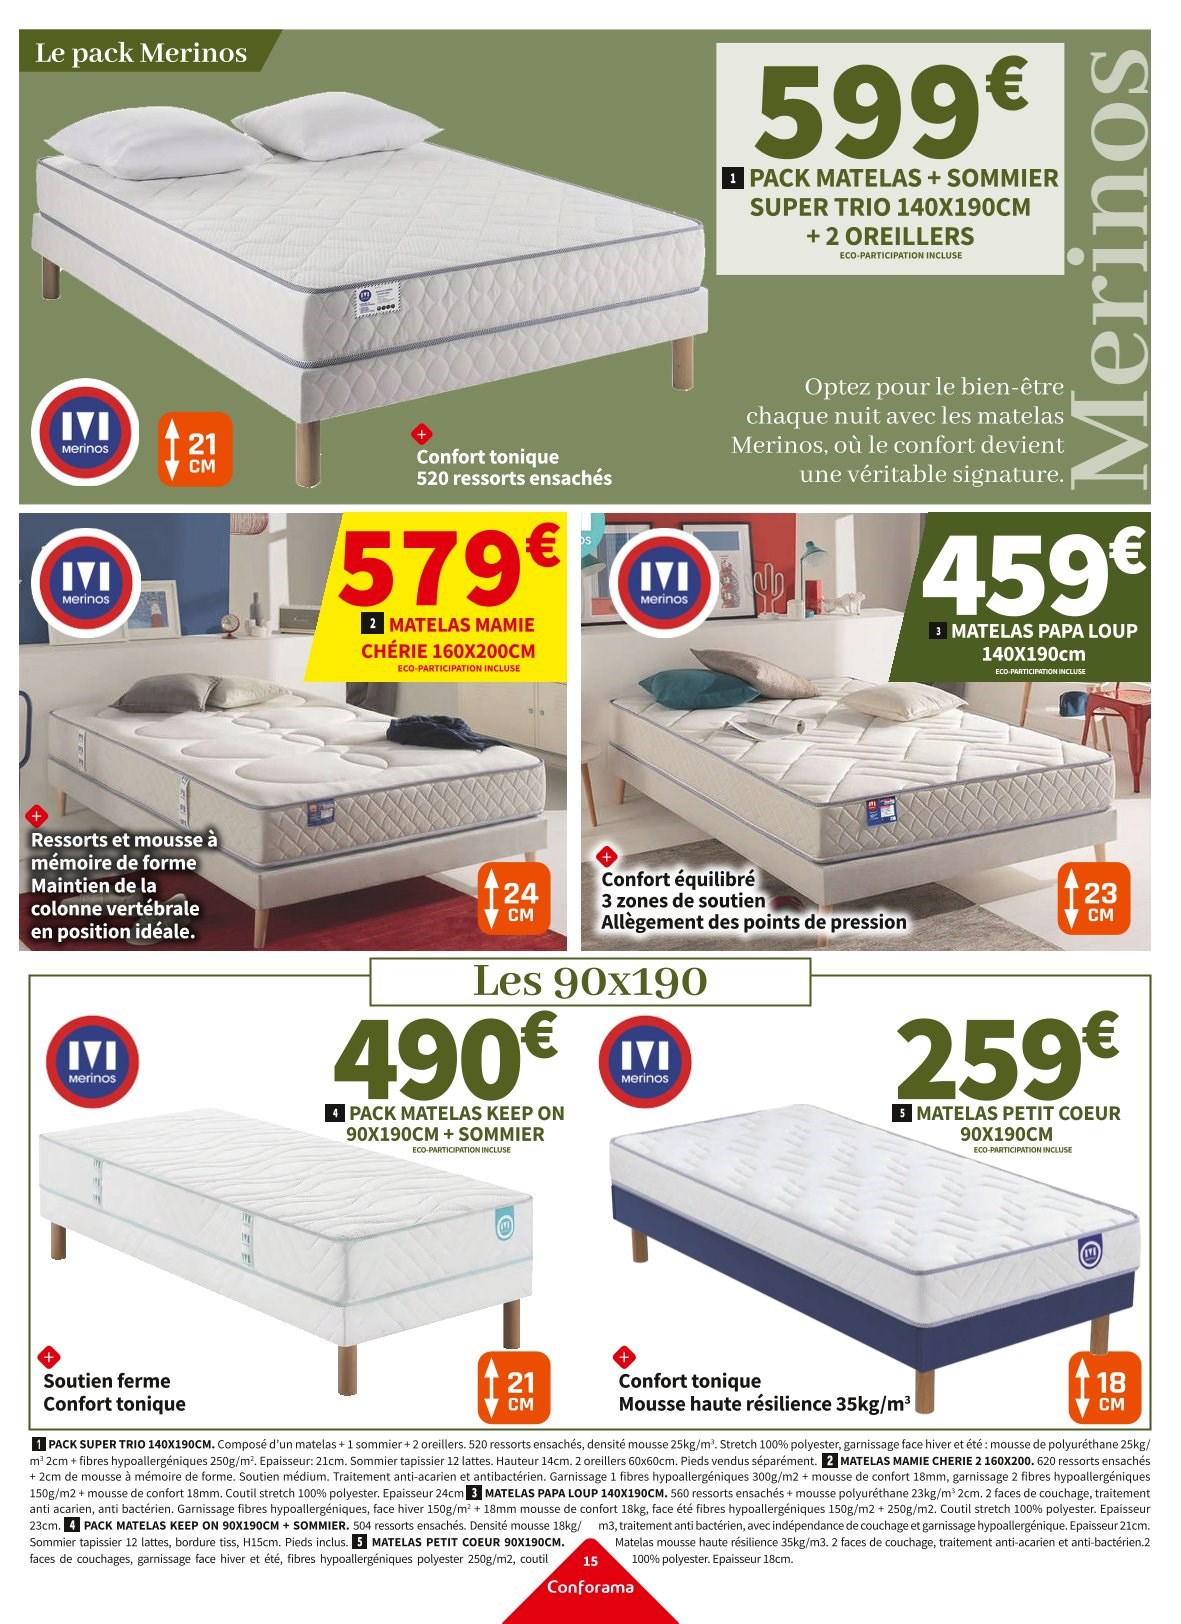 Le pack Merinos
599€
1 PACK MATELAS + SOMMIER
SUPER TRIO 140X190CM
+ 2 OREILLERS
ECO-PARTICIPATION INCLUSE
Merinos
Merinos
21
CM
Confort tonique
520 ressorts ensachés
Optez pour le bien-être
chaque nuit avec les matelas
Merinos, où le confort devient
une véritable signature.
Merinos
579€
2 MATELAS MAMIE
CHÉRIE 160X200CM
ECO-PARTICIPATION INCLUSE
Ressorts et mousse à
mémoire de forme
Maintien de la
colonne vertébrale
en position idéale.
24
CM
Merinos
459€
3 MATELAS PAPA LOUP
140X190cm
ECO-PARTICIPATION INCLUSE
Confort équilibré
3 zones de soutien
Allègement des points de pression
23
CM
Les 90x190
Merinos
490€
4 PACK MATELAS KEEP ON
90X190CM + SOMMIER
ECO-PARTICIPATION INCLUSE
Soutien ferme
Confort tonique
21
CM
Merinos
259€
5 MATELAS PETIT COEUR
90X190CM
ECO-PARTICIPATION INCLUSE
Confort tonique
Mousse haute résilience 35kg/m³
18
CM
1 PACK SUPER TRIO 140X190CM. Composé d'un matelas + 1 sommier + 2 oreillers. 520 ressorts ensachés, densité mousse 25kg/m³. Stretch 100% polyester, garnissage face hiver et été : mousse de polyuréthane 25kg/
m³ 2cm + fibres hypoallergéniques 250g/m². Epaisseur: 21cm. Sommier tapissier 12 lattes. Hauteur 14cm. 2 oreillers 60x60cm. Pieds vendus séparément. 2 MATELAS MAMIE CHERIE 2 160X200. 620 ressorts ensachés
+ 2cm de mousse à mémoire de forme. Soutien médium. Traitement anti-acarien et antibactérien. Garnissage 1 fibres hypoallergéniques 300g/m2 + mousse de confort 18mm, garnissage 2 fibres hypoallergéniques
150g/m2 + mousse de confort 18mm. Coutil stretch 100% polyester. Epaisseur 24cm 3 MATELAS PAPA LOUP 140X190CM. 560 ressorts ensachés + mousse polyuréthane 23kg/m³ 2cm. 2 faces de couchage, traitement
anti acarien, anti bactérien. Garnissage fibres hypoallergéniques, face hiver 150g/m² + 18mm mousse de confort 18kg, face été fibres hypoallergéniques 150g/m2 + 250g/m2. Coutil stretch 100% polyester. Epaisseur
23cm. 4 PACK MATELAS KEEP ON 90X190CM + SOMMIER. 504 ressorts ensachés. Densité mousse 18kg/ m3, traitement anti bactérien, avec indépendance de couchage et garnissage hypoallergénique. Epaisseur 21cm.
Sommier tapissier 12 lattes, bordure tiss, H15cm. Pieds inclus. 5 MATELAS PETIT COEUR 90X190CM. Matelas mousse haute résilience 35kg/m3. 2 faces de couchage, traitement anti-acarien et anti-bactérien.2
faces de couchages, garnissage face hiver et été, fibres hypoallergéniques polyester 250g/m2, coutil 100% polyester. Epaisseur 18cm.
15
Conforama